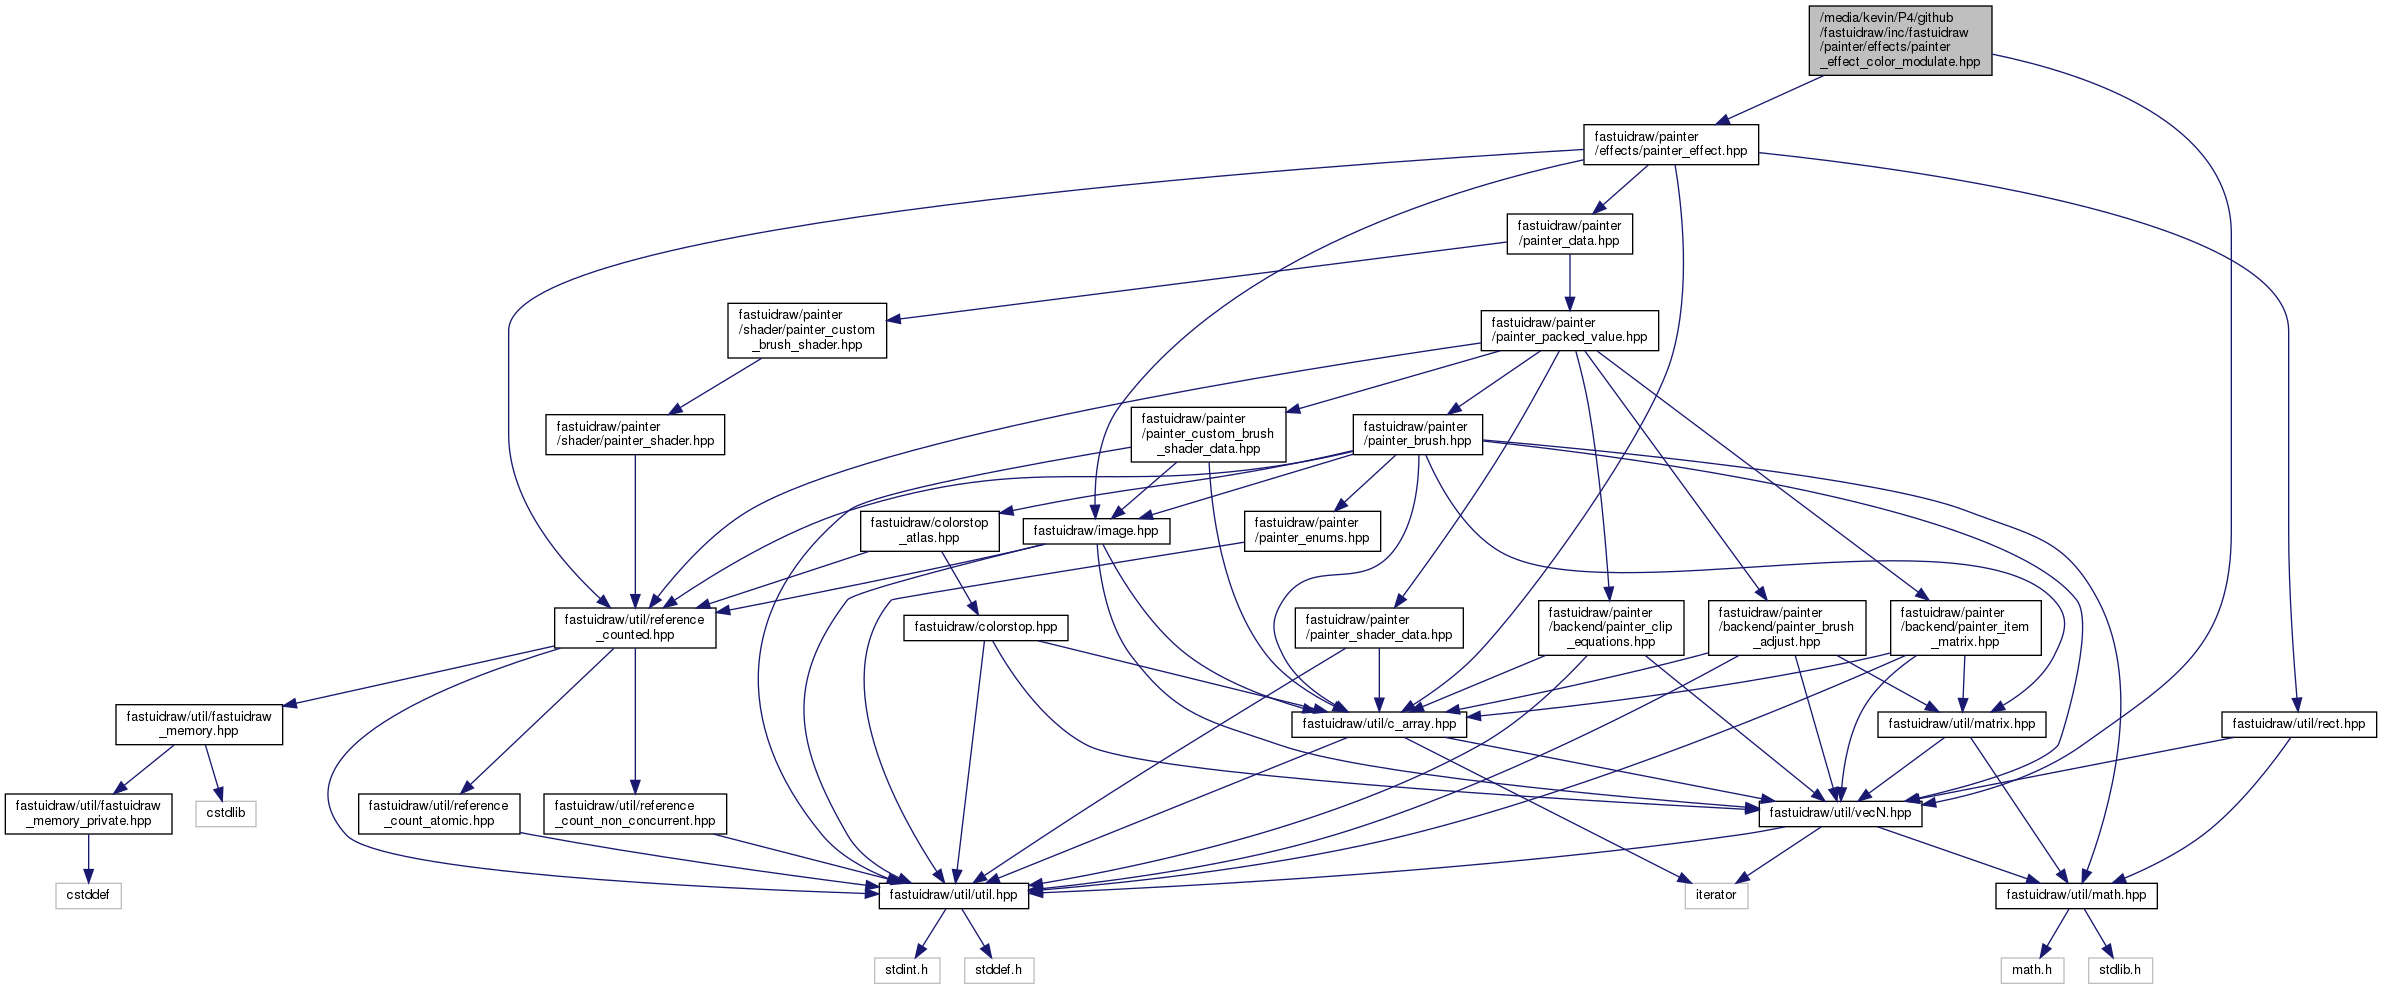 /media/kevin/P4/github
/fastuidraw/inc/fastuidraw
/painter/effects/painter
_effect_color_modulate.hpp
fastuidraw/painter
/effects/painter_effect.hpp
fastuidraw/painter
/painter_data.hpp
fastuidraw/painter
/shader/painter_custom
_brush_shader.hpp
fastuidraw/painter
/painter_packed_value.hpp
fastuidraw/painter
/shader/painter_shader.hpp
fastuidraw/painter
/painter_custom_brush
_shader_data.hpp
fastuidraw/painter
/painter_brush.hpp
fastuidraw/colorstop
_atlas.hpp
fastuidraw/image.hpp
fastuidraw/painter
/painter_enums.hpp
fastuidraw/util/reference
_counted.hpp
fastuidraw/colorstop.hpp
fastuidraw/painter
/painter_shader_data.hpp
fastuidraw/painter
/backend/painter_clip
_equations.hpp
fastuidraw/painter
/backend/painter_brush
_adjust.hpp
fastuidraw/painter
/backend/painter_item
_matrix.hpp
fastuidraw/util/fastuidraw
_memory.hpp
fastuidraw/util/c_array.hpp
fastuidraw/util/matrix.hpp
fastuidraw/util/rect.hpp
fastuidraw/util/fastuidraw
_memory_private.hpp
cstdlib
fastuidraw/util/reference
_count_atomic.hpp
fastuidraw/util/reference
_count_non_concurrent.hpp
fastuidraw/util/vecN.hpp
cstddef
fastuidraw/util/util.hpp
iterator
fastuidraw/util/math.hpp
stdint.h
stddef.h
math.h
stdlib.h